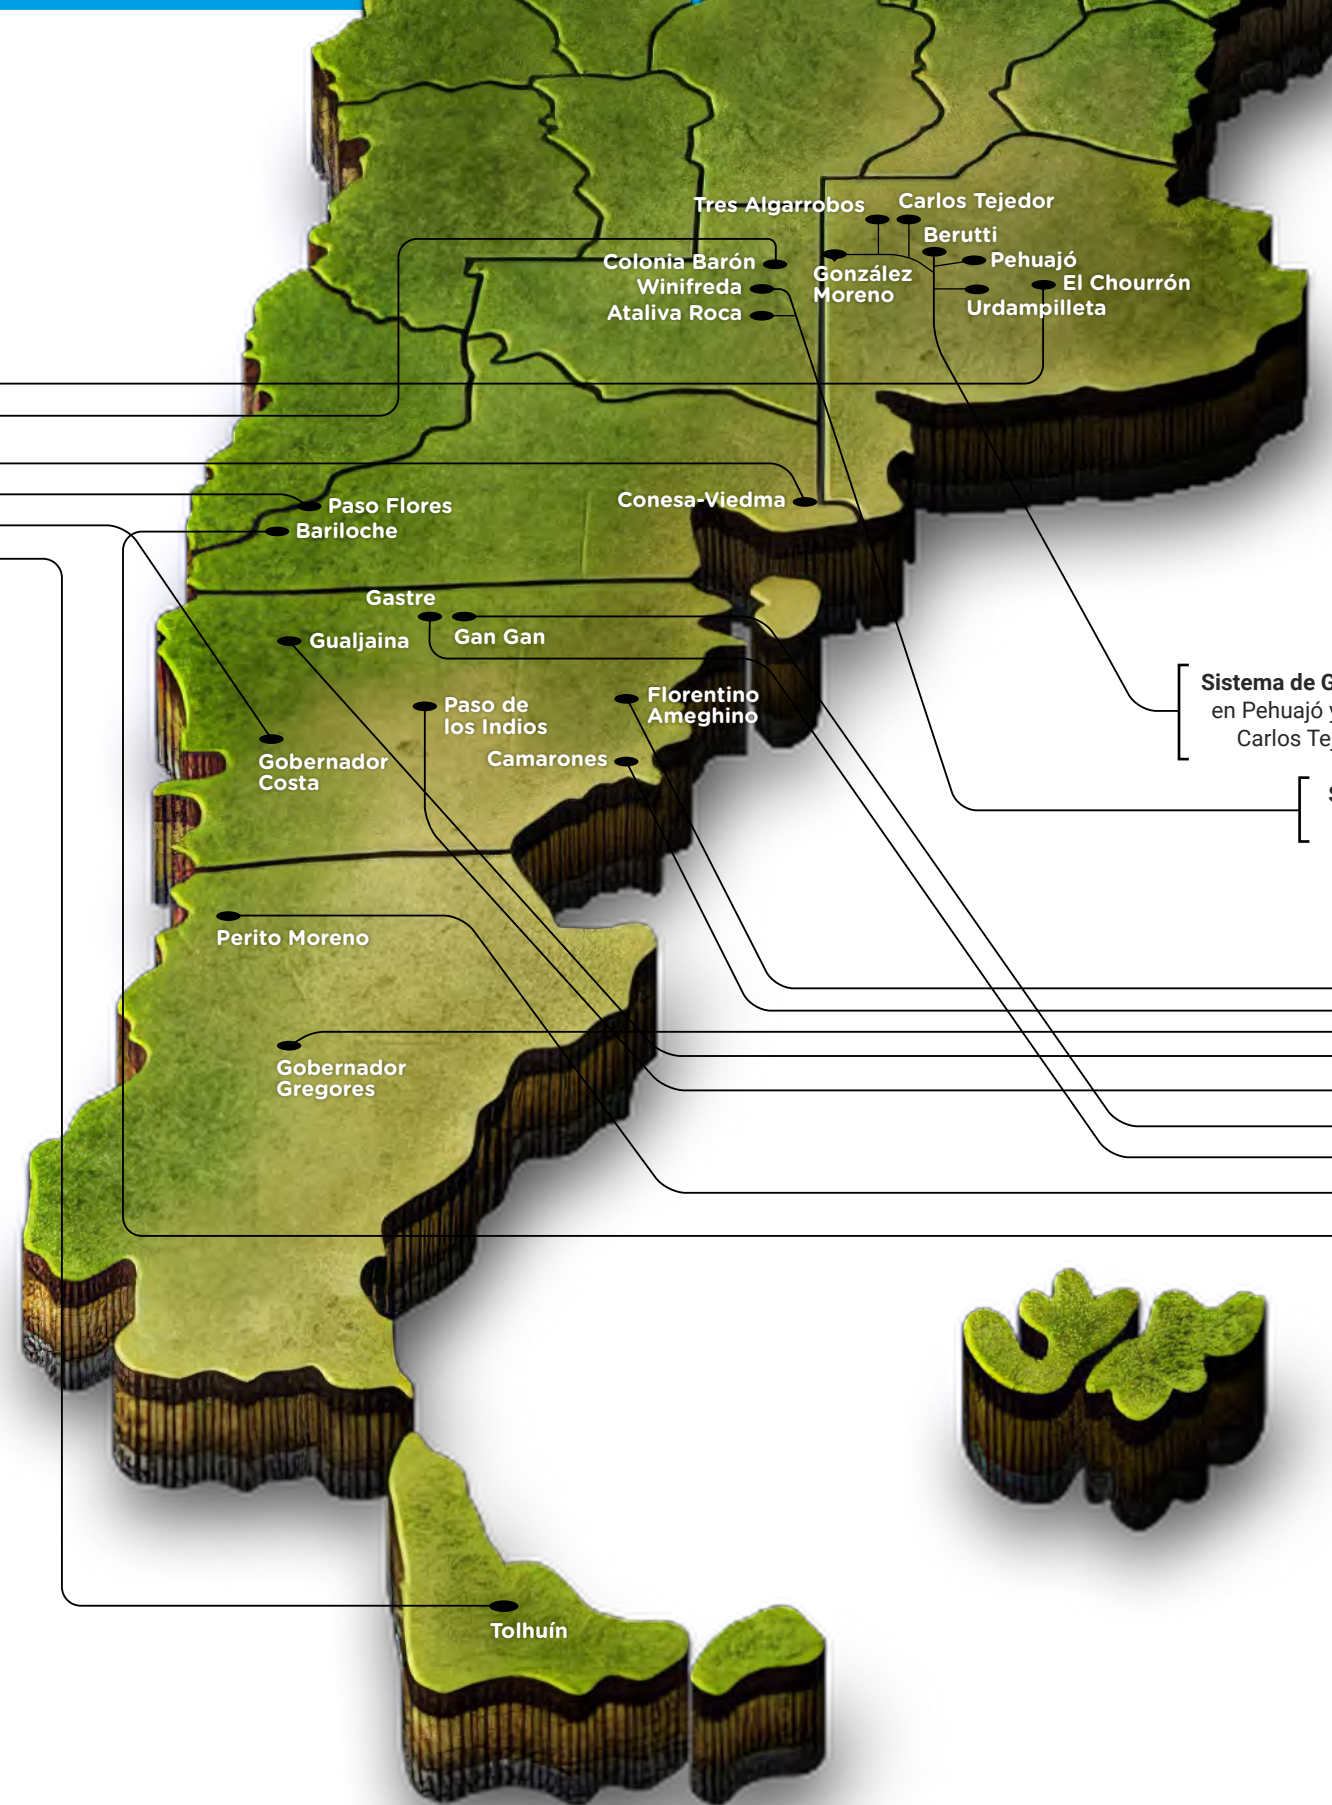 Tres Algarrobos
Carlos Tejedor
Berutti
Pehuajó
Colonia Barón
Winifreda
Ataliva Roca
González
Moreno
El Chourrón
Urdampilleta
Paso Flores
Bariloche
Conesa-Viedma
Gastre
Gan Gan
Gualjaina
Paso de
los Indios
Florentino
Ameghino
Gobernador
Costa
Camarones
Sistema de G
en Pehuajó y
Carlos Te
Perito Moreno
Gobernador
Gregores
Tolhuín